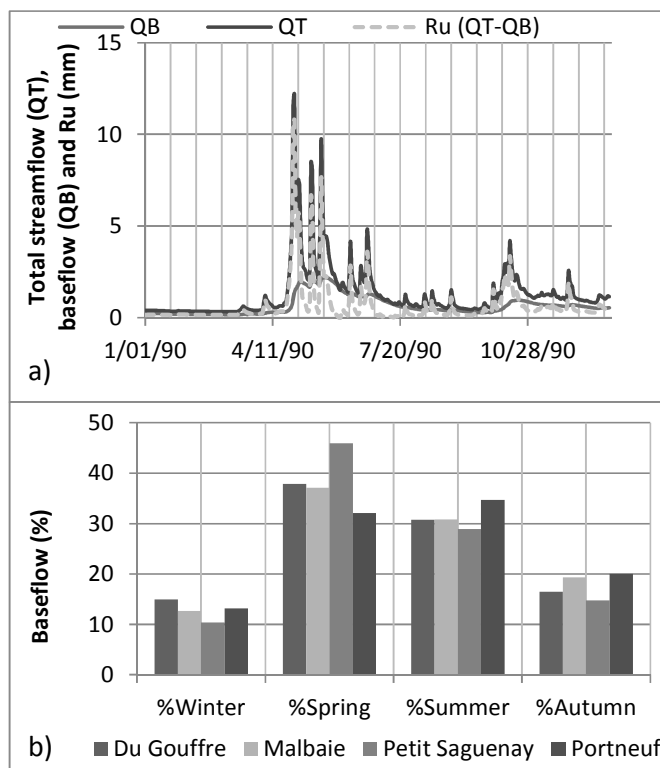 QB QT Ru (QT-QB)
Total streamflow (QT),
baseflow (QB) and Ru (mm)
15
10
5
0
1/01/90 4/11/90 7/20/90 10/28/90
a)
Baseflow (%)
50
40
30
20
10
0
%Winter %Spring %Summer %Autumn
b) Du Gouffre Malbaie Petit Saguenay Portneuf